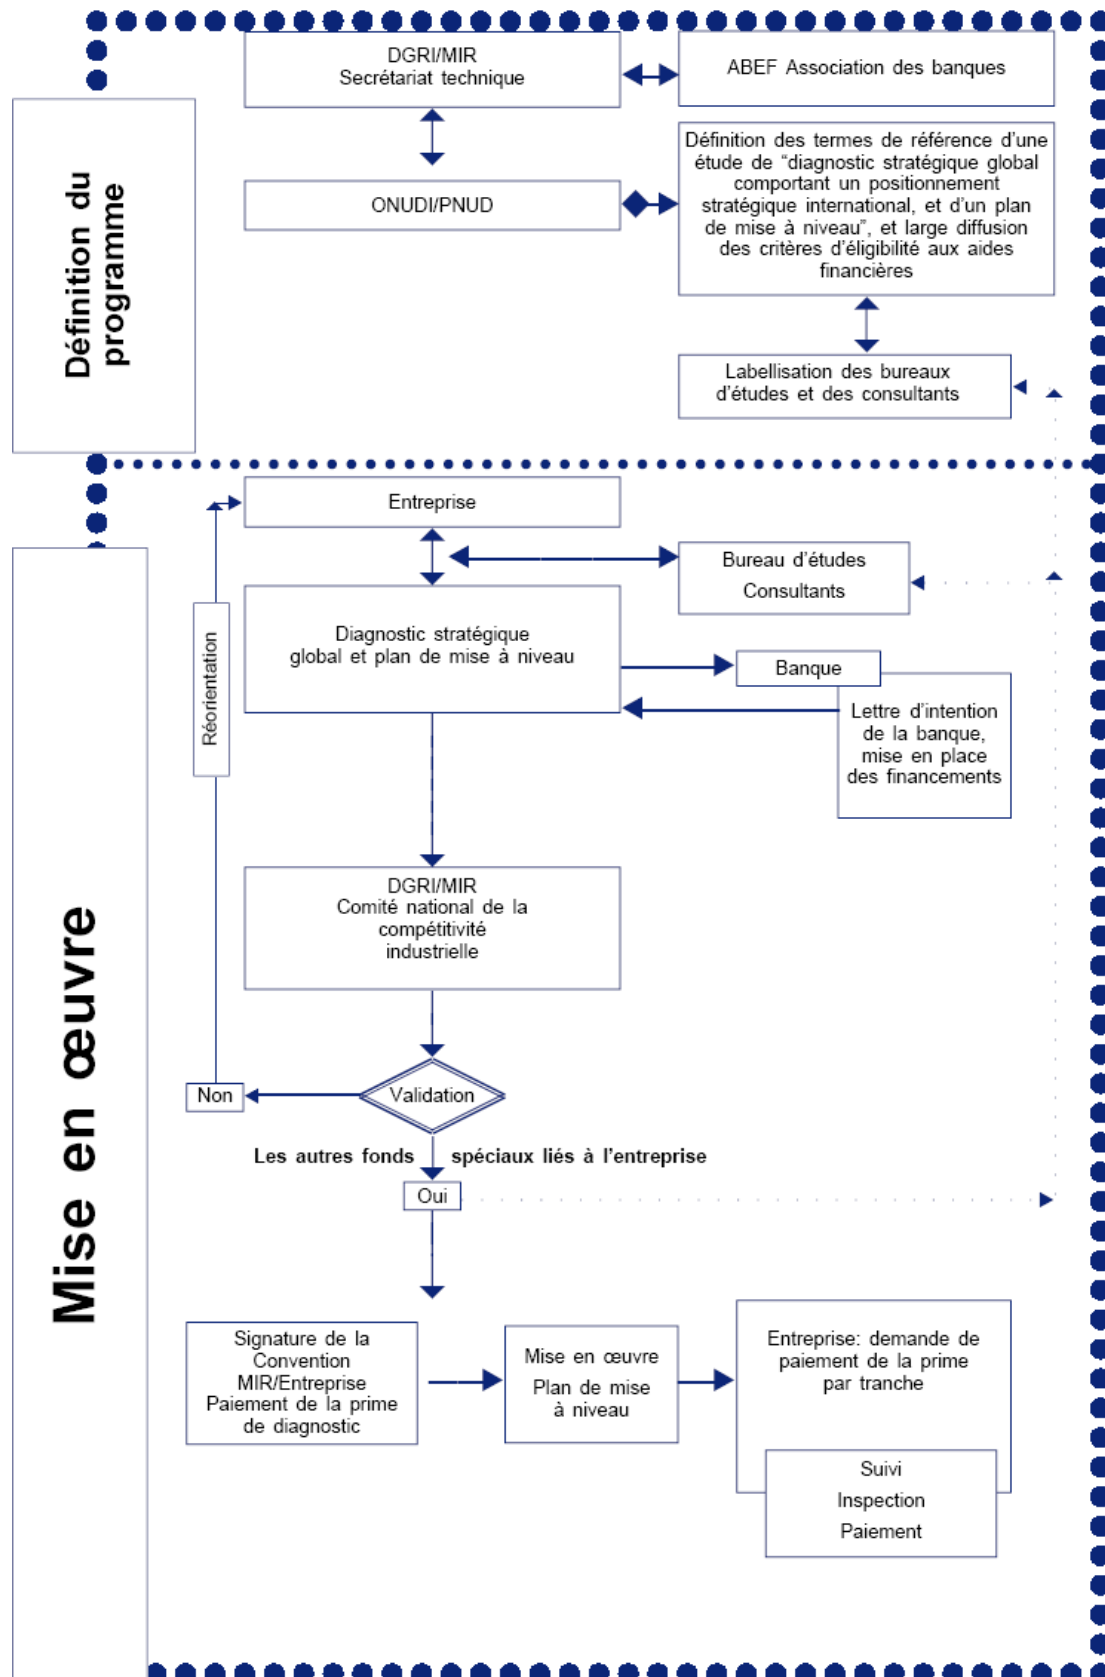 DGRI/MIR
Secrétariat technique
ABEF Association des banques
Définition du
programme
ONUDI/PNUD
Définition des termes de référence d'une
étude de “diagnostic stratégique global
comportant un positionnement
stratégique international, et d'un plan
de mise à niveau”, et large diffusion
des critères d'éligibilité aux aides
financières
Labellisation des bureaux
d'études et des consultants
Mise en œuvre
Entreprise
Bureau d'études
Consultants
Réorientation
Diagnostic stratégique
global et plan de mise à niveau
Banque
Lettre d'intention
de la banque,
mise en place
des financements
DGRI/MIR
Comité national de la
compétitivité
industrielle
Non
Validation
Les autres fonds spéciaux liés à l'entreprise
Oui
Signature de la
Convention
MIR/Entreprise
Paiement de la prime
de diagnostic
Mise en œuvre
Plan de mise
à niveau
Entreprise: demande de
paiement de la prime
par tranche
Suivi
Inspection
Paiement